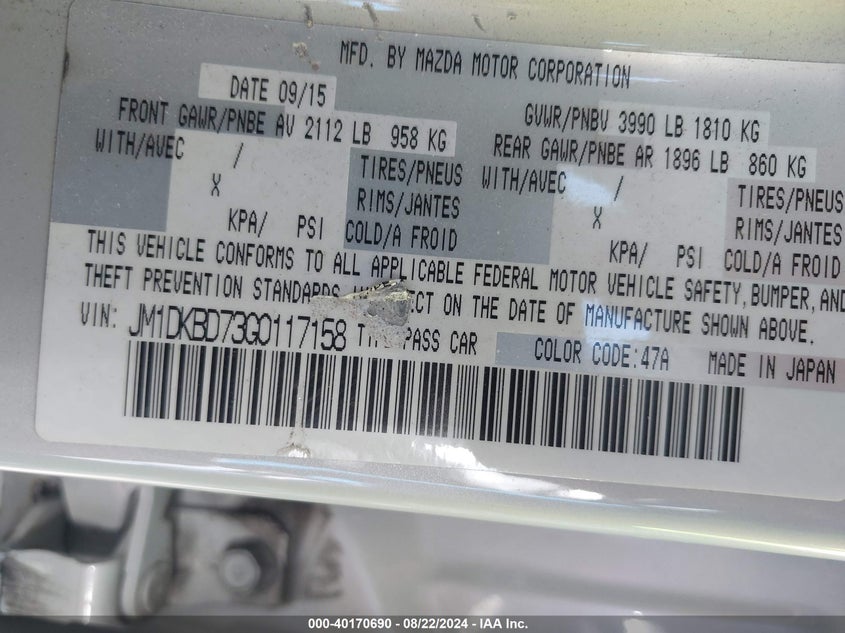 MFD. BY MAZDA MOTOR CORPORATION
DATE 09/15
GVWR/PNBV 3990 LB 1810 KG
FRONT GAWR/PNBE AV 2112 LB 958 KG
REAR GAWR/PNBE AR 1896 LB 860 KG
WITH/AVEC / TIRES/PNEUS
X RIMS/JANTES
KPA/ PSI COLD/A FROID
WITH/AVEC / TIRES/PNEUS
X RIMS/JANTES
KPA/ PSI COLD/A FROID
THIS VEHICLE CONFORMS TO ALL APPLICABLE FEDERAL MOTOR VEHICLE SAFETY, BUMPER, AND
THEFT PREVENTION STANDARDS ECT ON THE DATE OF MANUFACTURE SHOWN ABOVE.
VIN: JM1DKBD73G0117158 PASS CAR
COLOR CODE:47A MADE IN JAPAN
000-40170690 - 08/22/2024 - IAA Inc.